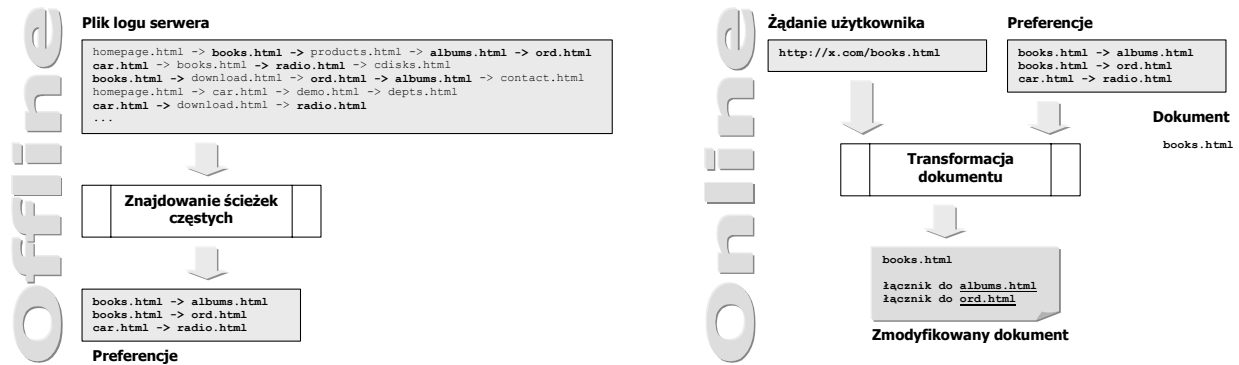 Offline
Plik logu serwera
homepage.html -> books.html -> products.html -> albums.html -> ord.html
car.html -> books.html -> radio.html -> cdisks.html
books.html -> download.html -> ord.html -> albums.html -> contact.html
homepage.html -> car.html -> demo.html -> depts.html
car.html -> download.html -> radio.html
...
Znajdowanie ścieżek
częstych
books.html -> albums.html
books.html -> ord.html
car.html -> radio.html
Preferencje
Online
Żądanie użytkownika
http://x.com/books.html
Preferencje
books.html -> albums.html
books.html -> ord.html
car.html -> radio.html
Dokument
books.html
Transformacja
dokumentu
books.html
łącznik do albums.html
łącznik do ord.html
Zmodyfikowany dokument